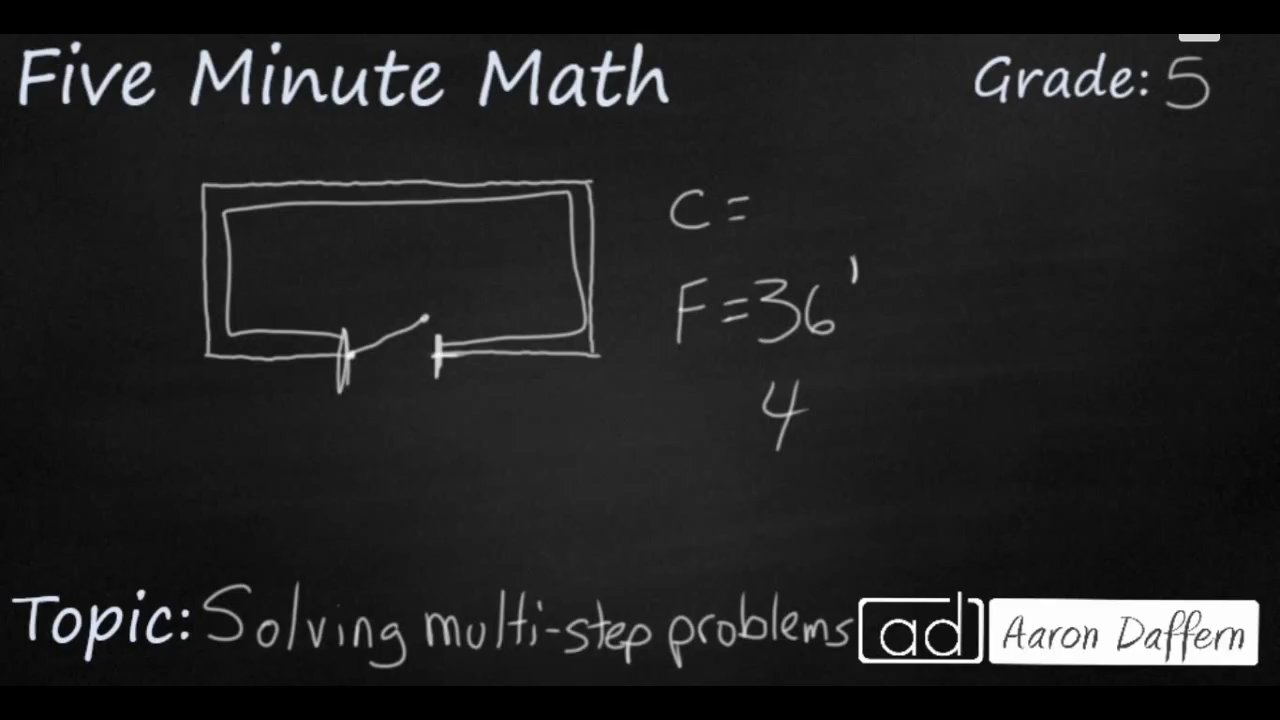 Five Minute Math
Grade: 5
C =
F = 36'
4
Topic: Solving multi-step problems
ad Aaron Daffern